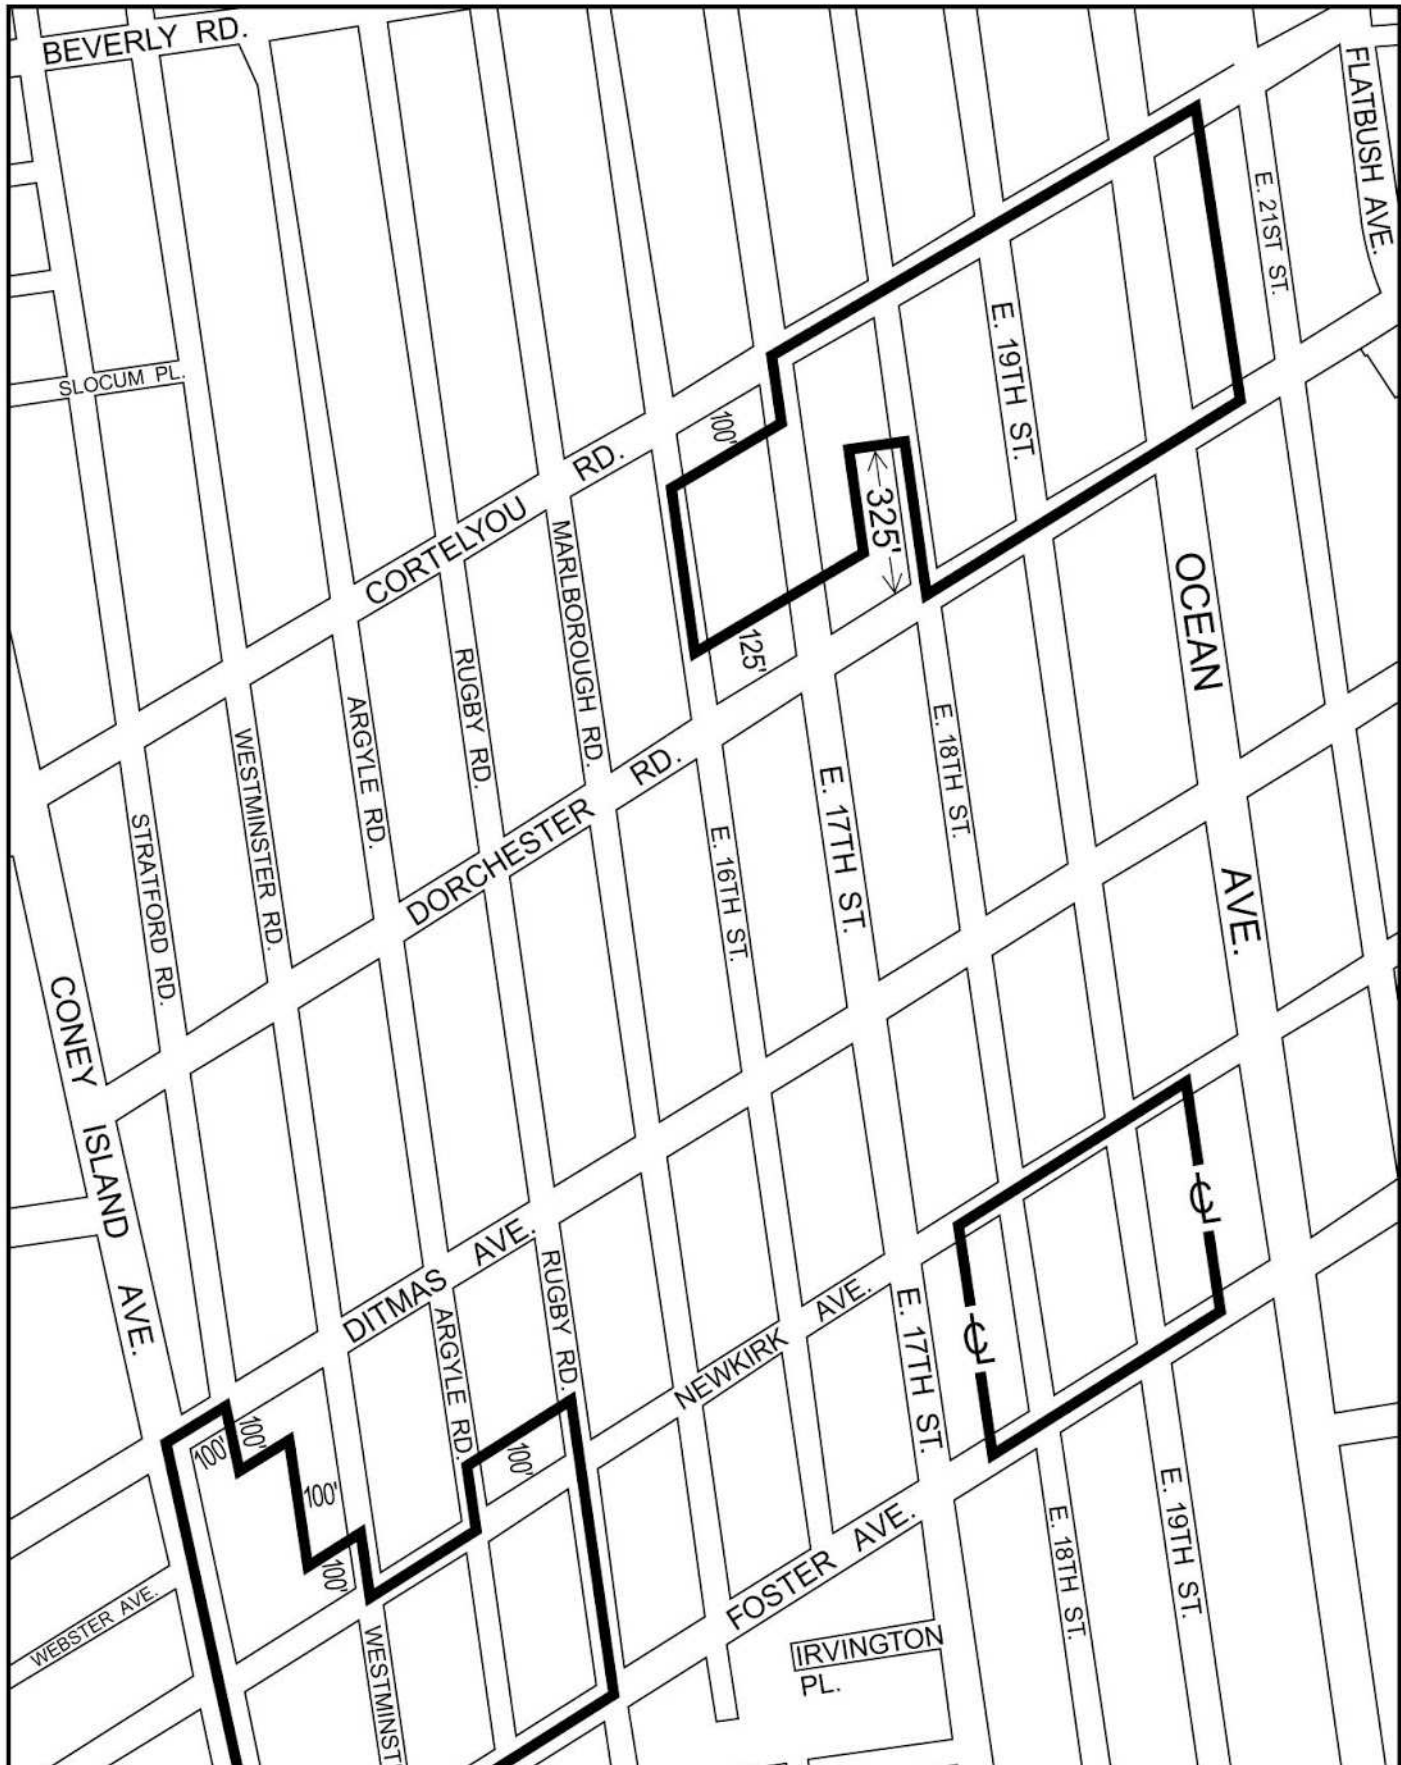 BEVERLY RD.
FLATBUSH AVE.
E. 21ST ST.
SLOCUM PL.
E. 19TH ST.
100'
CORTELYOU RD.
325'
MARLBOROUGH RD.
OCEAN AVE.
125'
RUGBY RD.
ARGYLE RD.
WESTMINSTER RD.
E. 18TH ST.
DORCHESTER RD.
E. 17TH ST.
STRATFORD RD.
E. 16TH ST.
CONEY ISLAND AVE.
DITMAS AVE.
RUGBY RD.
ARGYLE RD.
NEWKIRK AVE.
E. 17TH ST.
100'
100'
100'
100'
100'
FOSTER AVE.
E. 18TH ST.
E. 19TH ST.
WEBSTER AVE.
WESTMINST
IRVINGTON
PL.